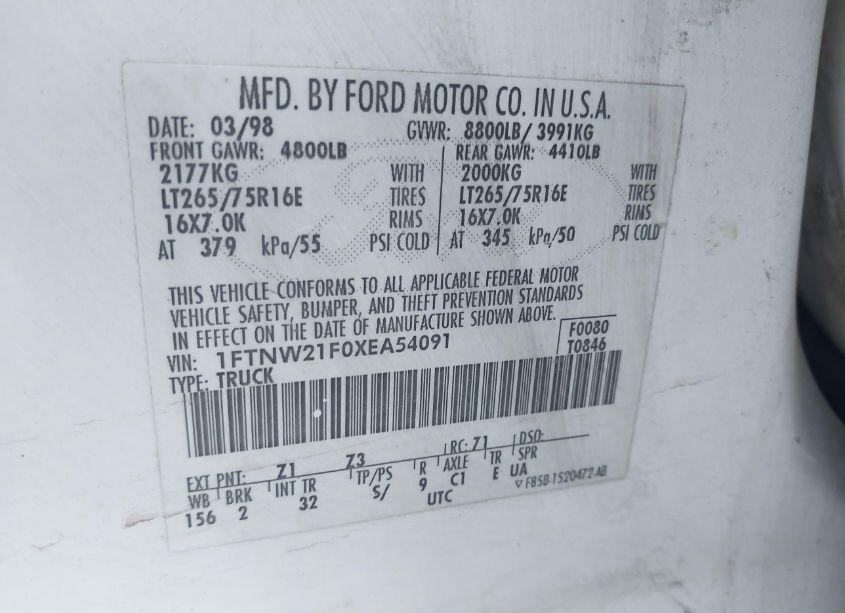 MFD. BY FORD MOTOR CO. IN U.S.A.
DATE: 03/98 GVWR: 8800LB/ 3991KG
FRONT GAWR: 4800LB REAR GAWR: 4410LB
2177KG WITH 2000KG WITH
LT265/75R16E TIRES LT265/75R16E TIRES
16X7.0K RIMS 16X7.0K RIMS
AT 379 kPa/55 PSI COLD AT 345 kPa/50 PSI COLD
THIS VEHICLE CONFORMS TO ALL APPLICABLE FEDERAL MOTOR
VEHICLE SAFETY, BUMPER, AND THEFT PREVENTION STANDARDS
IN EFFECT ON THE DATE OF MANUFACTURE SHOWN ABOVE.
VIN: 1FTNW21F0XEA54091 F0080
TYPE: TRUCK T0846
EXT PNT: Z1 Z3 RC: 71 DSO:
WB BRK INT TR TP/PS R AXLE TR SPR
156 2 32 S/ 9 C1 E UA
UTC ▽ F85B-1520472-AB